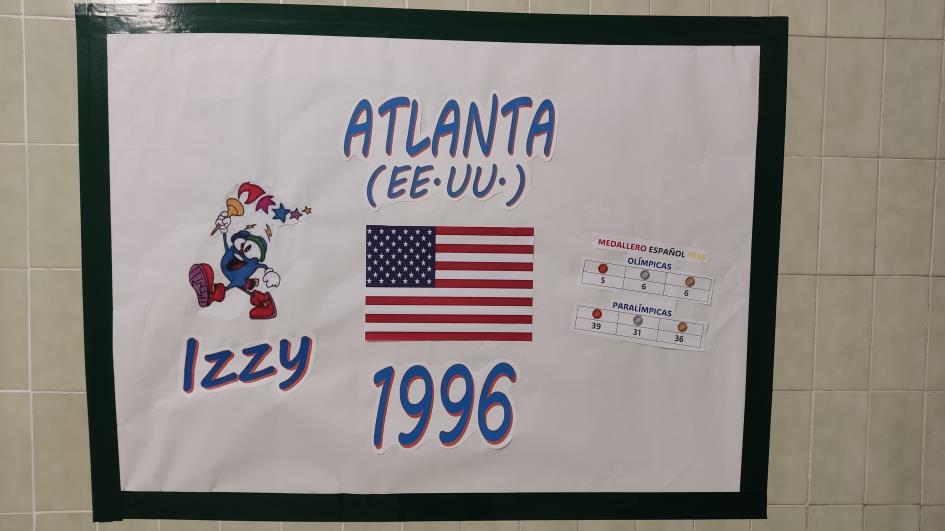 ATLANTA
(EE·UU·)
Izzy
1996
MEDALLERO ESPAÑOL 1996
OLÍMPICAS
5 6 6
PARALÍMPICAS
39 31 36